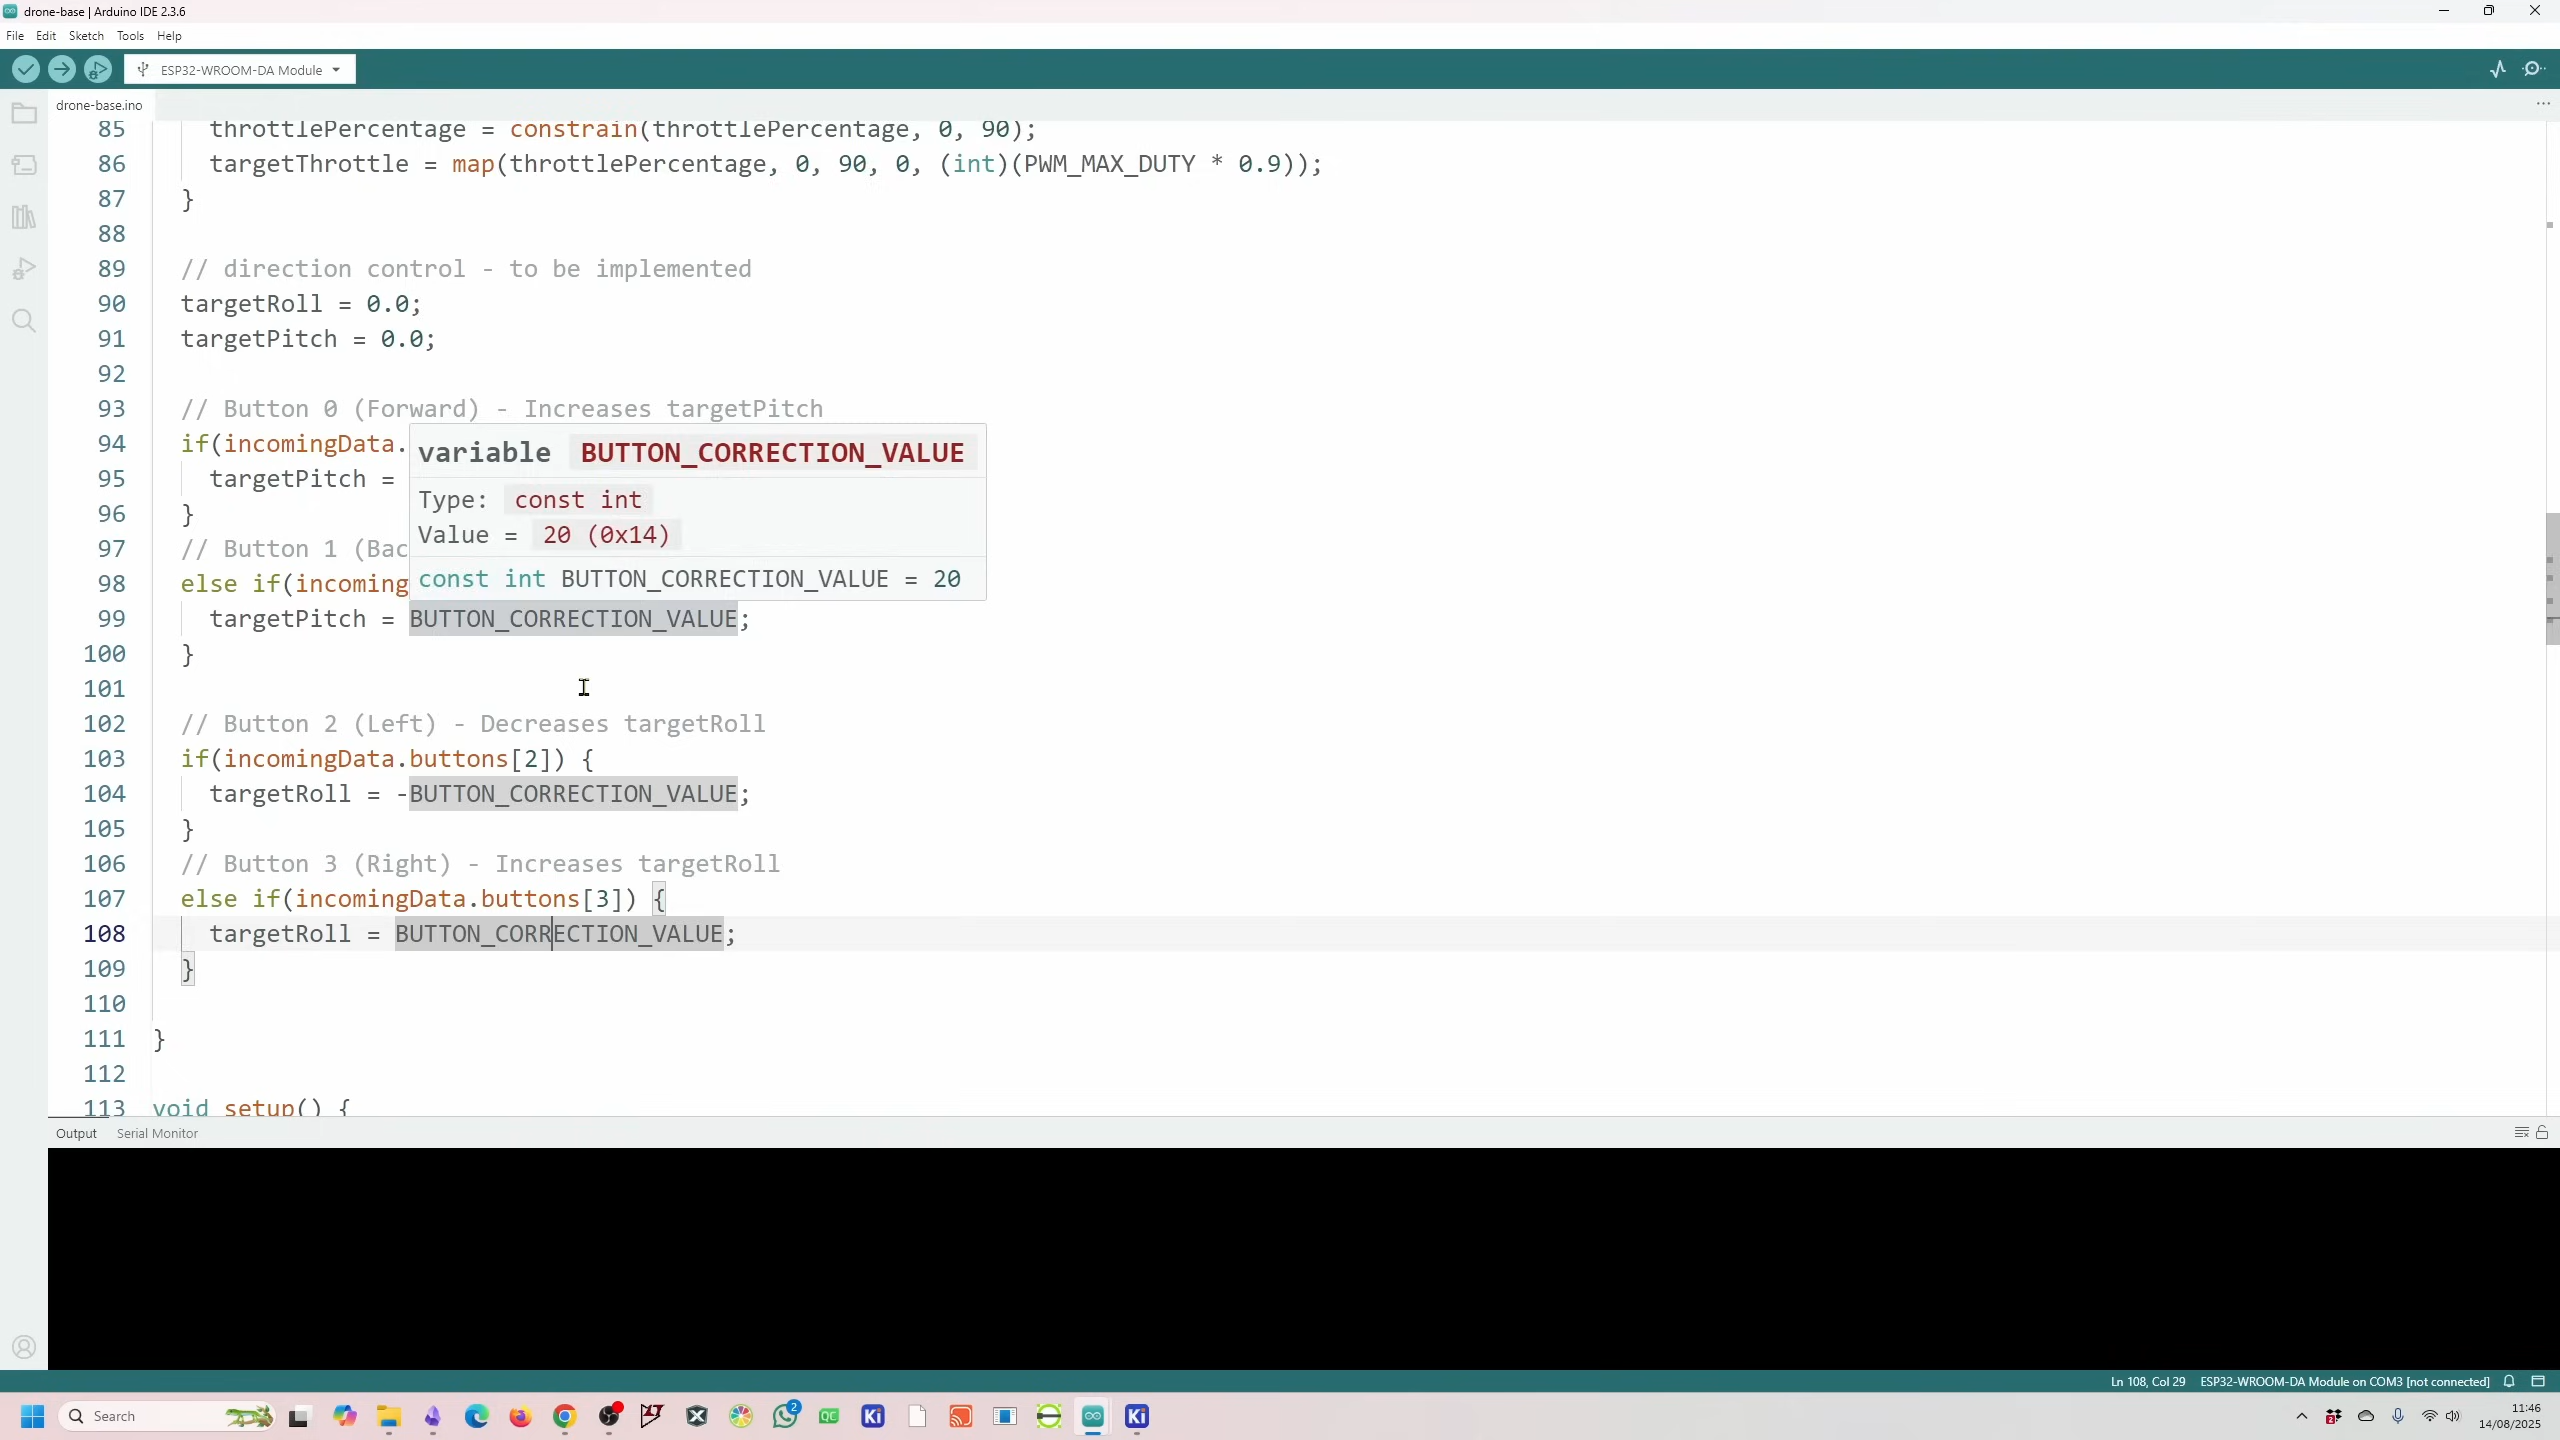 drone-base | Arduino IDE 2.3.6
File Edit Sketch Tools Help
ESP32-WROOM-DA Module
drone-base.ino
85 throttlePercentage = constrain(throttlePercentage, 0, 90);
86 targetThrottle = map(throttlePercentage, 0, 90, 0, (int)(PWM_MAX_DUTY * 0.9));
87 }
88
89 // direction control - to be implemented
90 targetRoll = 0.0;
91 targetPitch = 0.0;
92
93 // Button 0 (Forward) - Increases targetPitch
94 if(incomingData.
variable BUTTON_CORRECTION_VALUE
95 targetPitch =
Type: const int
96 }
Value = 20 (0x14)
97 // Button 1 (Bac
98 else if(incoming
const int BUTTON_CORRECTION_VALUE = 20
99 targetPitch = BUTTON_CORRECTION_VALUE;
100 }
101
102 // Button 2 (Left) - Decreases targetRoll
103 if(incomingData.buttons[2]) {
104 targetRoll = -BUTTON_CORRECTION_VALUE;
105 }
106 // Button 3 (Right) - Increases targetRoll
107 else if(incomingData.buttons[3]) {
108 targetRoll = BUTTON_CORRECTION_VALUE;
109 }
110
111 }
112
113 void setup() {
Output Serial Monitor
Ln 108, Col 29 ESP32-WROOM-DA Module on COM3 [not connected]
Search
2
QC
Ki
Ki
2
11:46
14/08/2025